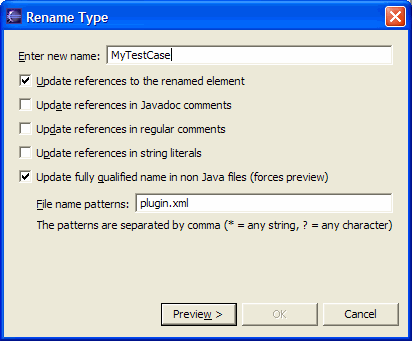 Rename Type
Enter new name: MyTestCase
Update references to the renamed element
Update references in Javadoc comments
Update references in regular comments
Update references in string literals
Update fully qualified name in non Java files (forces preview)
File name patterns: plugin.xml
The patterns are separated by comma (* = any string, ? = any character)
Preview > OK Cancel